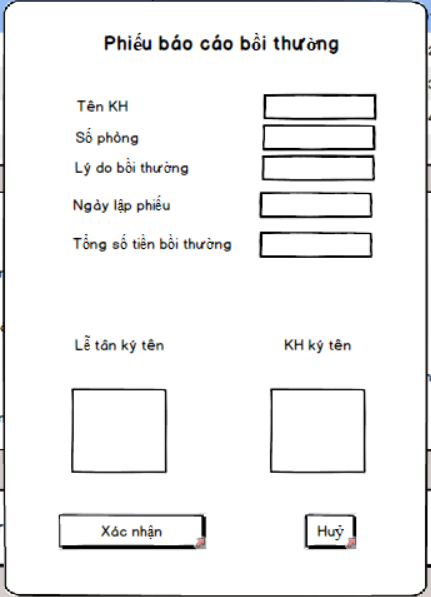 Phiếu báo cáo bồi thường
Tên KH
Số phòng
Lý do bồi thường
Ngày lập phiếu
Tổng số tiền bồi thường
Lễ tân ký tên KH ký tên
Xác nhận Huỷ